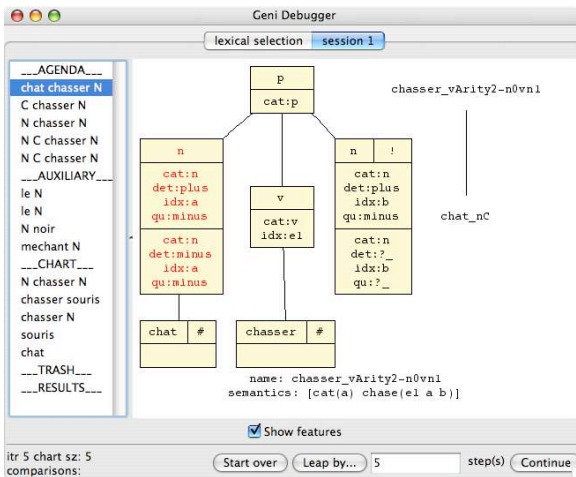 Geni Debugger
lexical selection session 1
___AGENDA___
chat chasser N
C chasser N
N chasser N
N C chasser N
N C chasser N
___AUXILIARY___
le N
le N
N noir
mechant N
___CHART___
N chasser N
chasser souris
chasser N
souris
chat
___TRASH___
___RESULTS___
p
cat:p
n
cat:n
det:plus
idx:a
qu:minus
cat:n
det:minus
idx:a
qu:minus
v
cat:v
idx:e1
n !
cat:n
det:plus
idx:b
qu:minus
cat:n
det:?_
idx:b
qu:?_
chat #
chasser #
chasser_vArity2-n0vn1
chat_nC
name: chasser_vArity2-n0vn1
semantics: [cat(a) chase(e1 a b)]
Show features
itr 5 chart sz: 5
comparisons:
Start over Leap by... 5 step(s) Continue